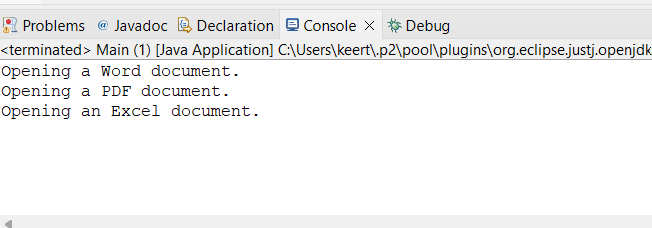 Problems @ Javadoc Declaration Console Debug
<terminated> Main (1) [Java Application] C:\Users\keert\.p2\pool\plugins\org.eclipse.justj.openjdk
Opening a Word document.
Opening a PDF document.
Opening an Excel document.